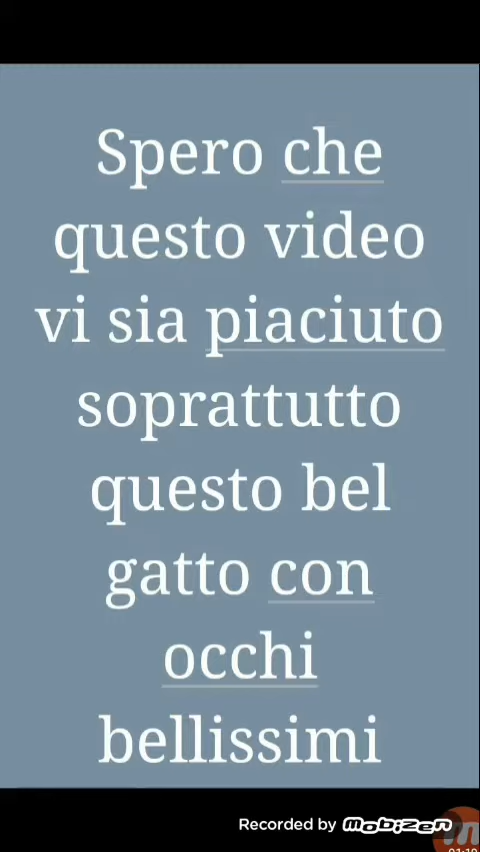 Spero che
questo video
vi sia piaciuto
soprattutto
questo bel
gatto con
occhi
bellissimi
Recorded by mobizen